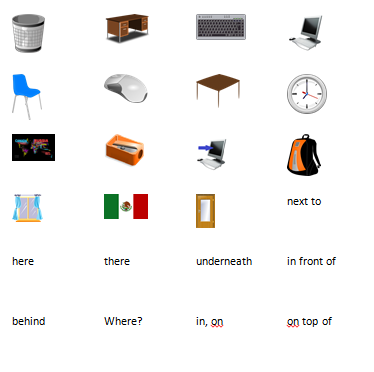 next to
here there underneath in front of
behind Where? in, on on top of